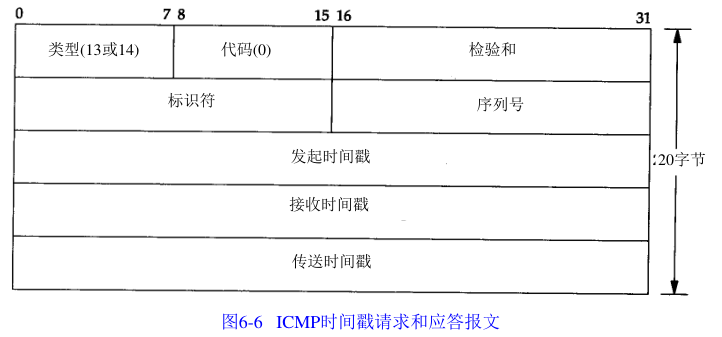 0 7 8 15 16 31
类型(13或14) 代码(0) 检验和
标识符 序列号
发起时间戳
20字节
接收时间戳
传送时间戳
图6-6 ICMP时间戳请求和应答报文